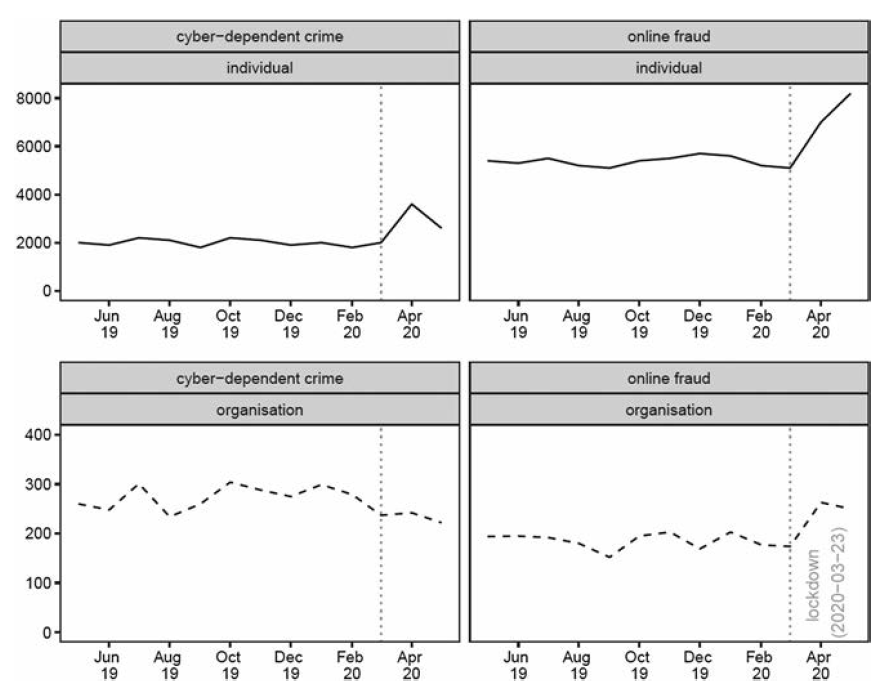 cyber−dependent crime
online fraud
individual
individual
8000
6000
4000
2000
0
Jun Aug Oct Dec Feb Apr
19 19 19 19 20 20
Jun Aug Oct Dec Feb Apr
19 19 19 19 20 20
cyber−dependent crime
online fraud
organisation
organisation
400
300
200
100
0
lockdown
(2020−03−23)
Jun Aug Oct Dec Feb Apr
19 19 19 19 20 20
Jun Aug Oct Dec Feb Apr
19 19 19 19 20 20